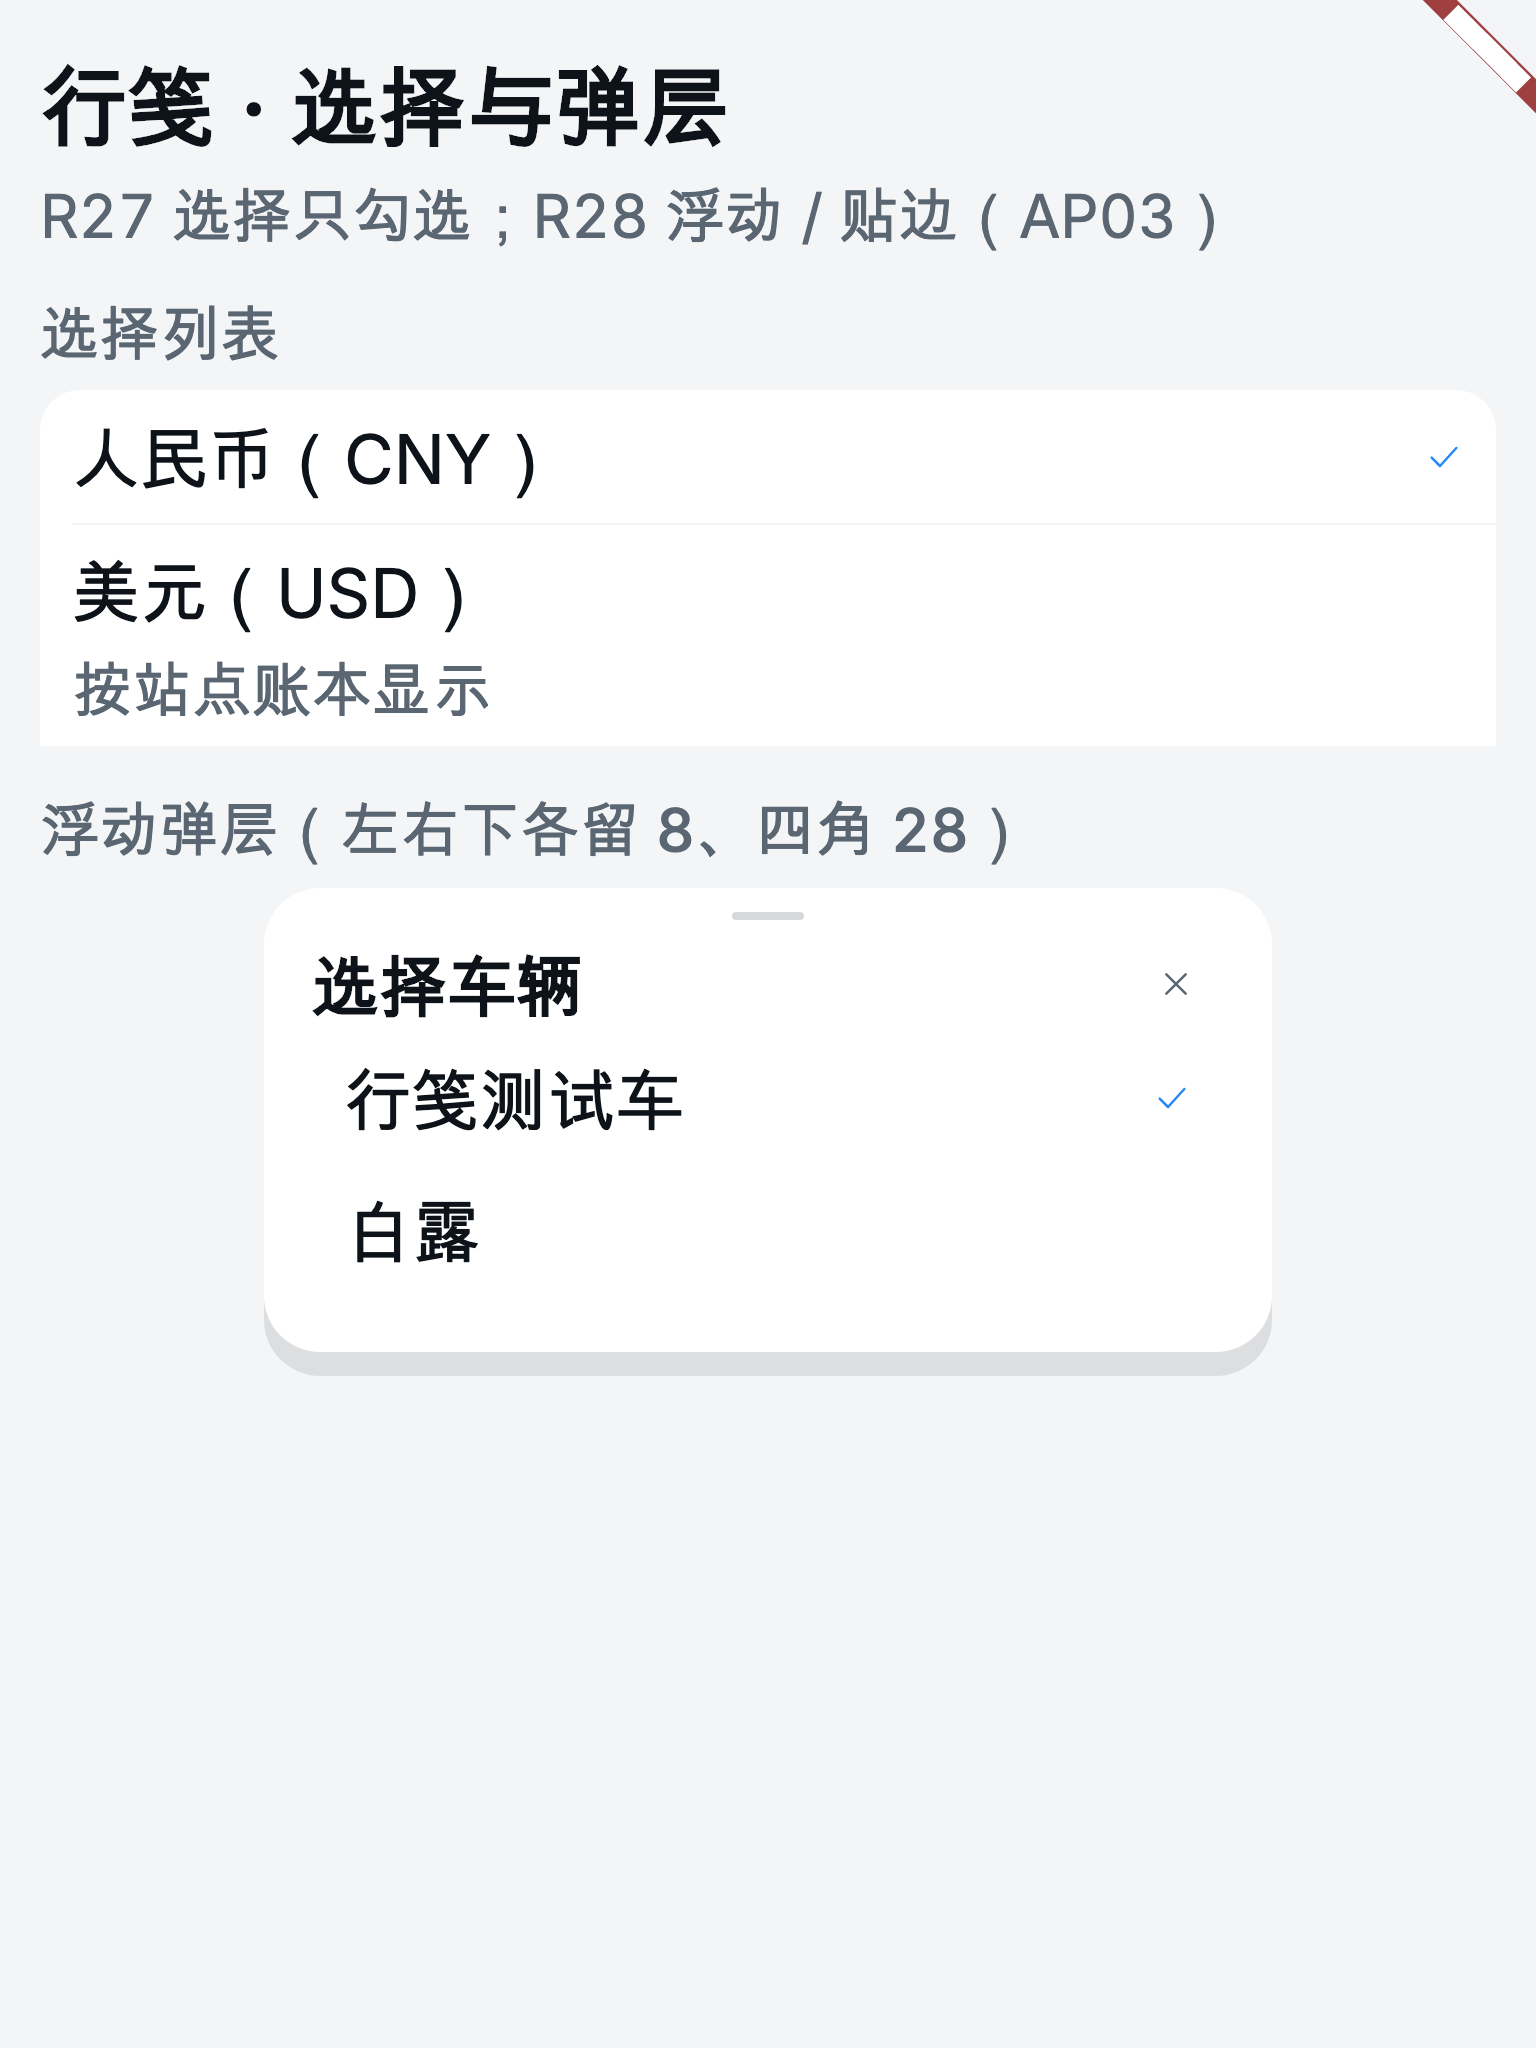 行笺 · 选择与弹层
R27 选择只勾选；R28 浮动 / 贴边（AP03）
选择列表
人民币（CNY）
美元（USD）
按站点账本显示
浮动弹层（左右下各留 8、四角 28）
选择车辆
行笺测试车
白露